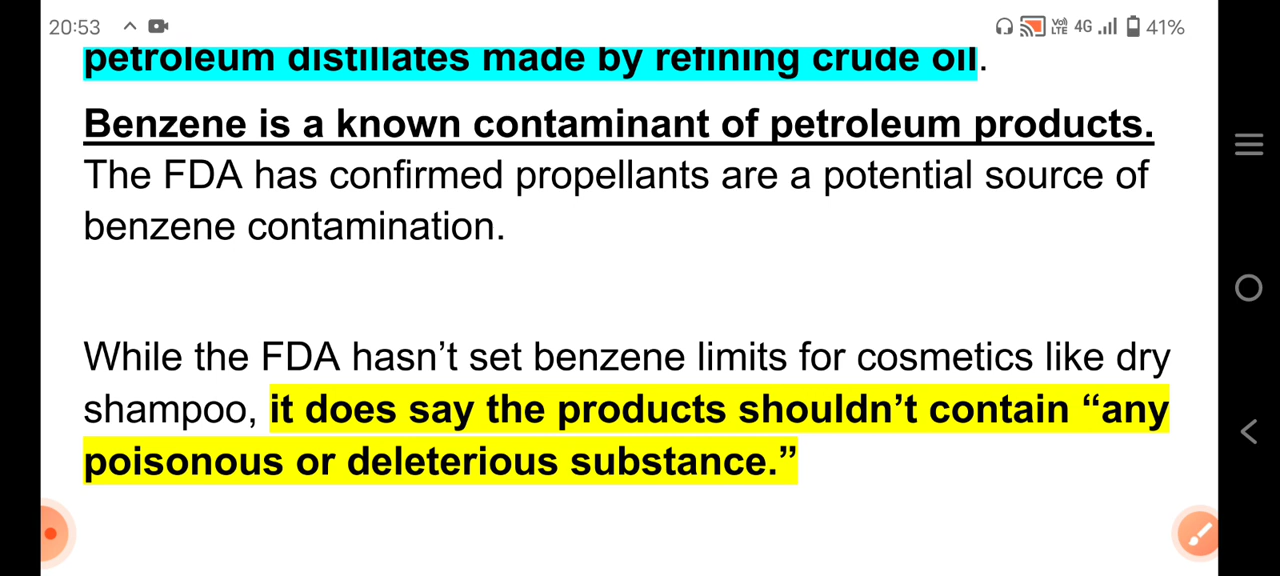 20:53 VoD LTE 4G 41%
petroleum distillates made by refining crude oil.
Benzene is a known contaminant of petroleum products.
The FDA has confirmed propellants are a potential source of
benzene contamination.
While the FDA hasn’t set benzene limits for cosmetics like dry
shampoo, it does say the products shouldn’t contain “any
poisonous or deleterious substance.”